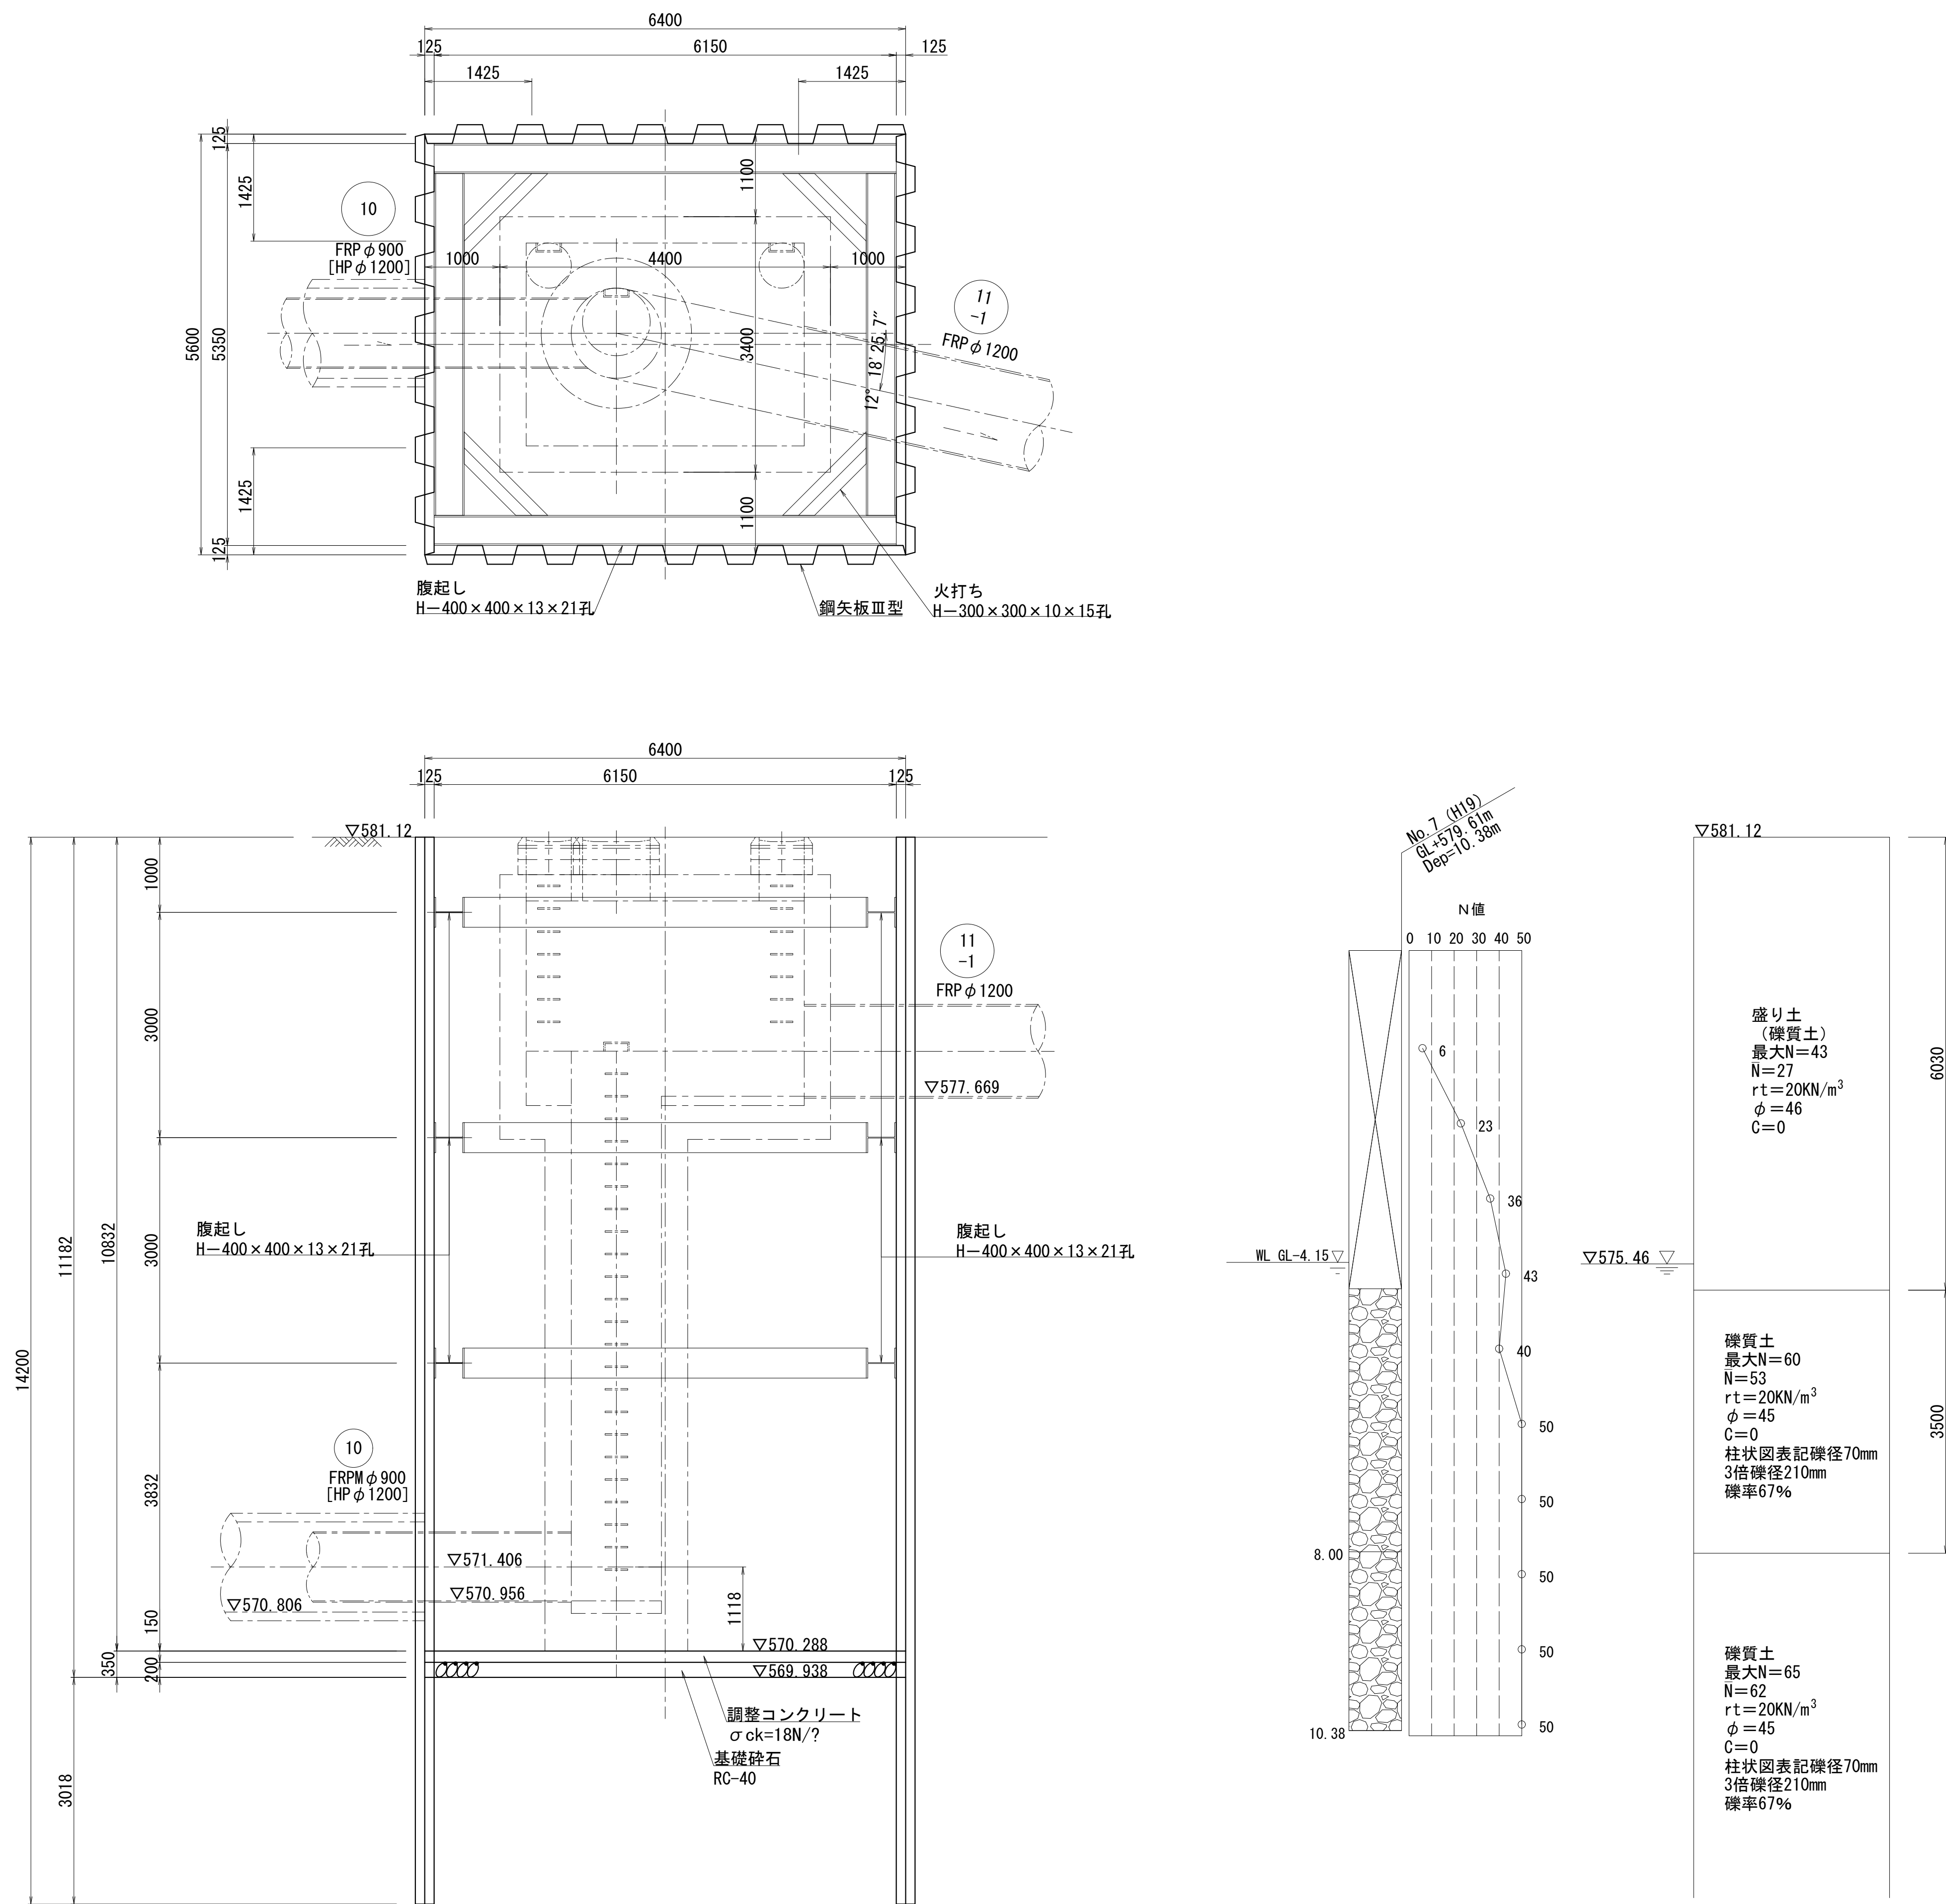 6400
125
6150
125
1425
1425
125
1425
5600
5350
1425
125
10
FRPφ900
[HPφ1200]
1100
1000
4400
1000
3400
1100
12° 18′25.7″
11
-1
FRPφ1200
腹起し
H－400×400×13×21孔
鋼矢板Ⅲ型
火打ち
H－300×300×10×15孔
6400
125
6150
125
▽581.12
14200
11182
3018
10832
350
1000
3000
3000
3832
150
200
11
-1
FRPφ1200
▽577.669
腹起し
H－400×400×13×21孔
腹起し
H－400×400×13×21孔
10
FRPMφ900
[HPφ1200]
▽571.406
▽570.956
▽570.806
1118
▽570.288
▽569.938
調整コンクリート
σck=18N/?
基礎砕石
RC-40
No.7 (H19)
GL+579.61m
Dep=10.38m
N値
0 10 20 30 40 50
6
23
36
43
40
50
50
50
50
50
WL GL-4.15▽
8.00
10.38
▽581.12
▽575.46
盛り土
（礫質土）
最大N＝43
N̄＝27
rt＝20KN/m³
φ＝46
C＝0
6030
礫質土
最大N＝60
N̄＝53
rt＝20KN/m³
φ＝45
C＝0
柱状図表記礫径70mm
3倍礫径210mm
礫率67%
3500
礫質土
最大N＝65
N̄＝62
rt＝20KN/m³
φ＝45
C＝0
柱状図表記礫径70mm
3倍礫径210mm
礫率67%